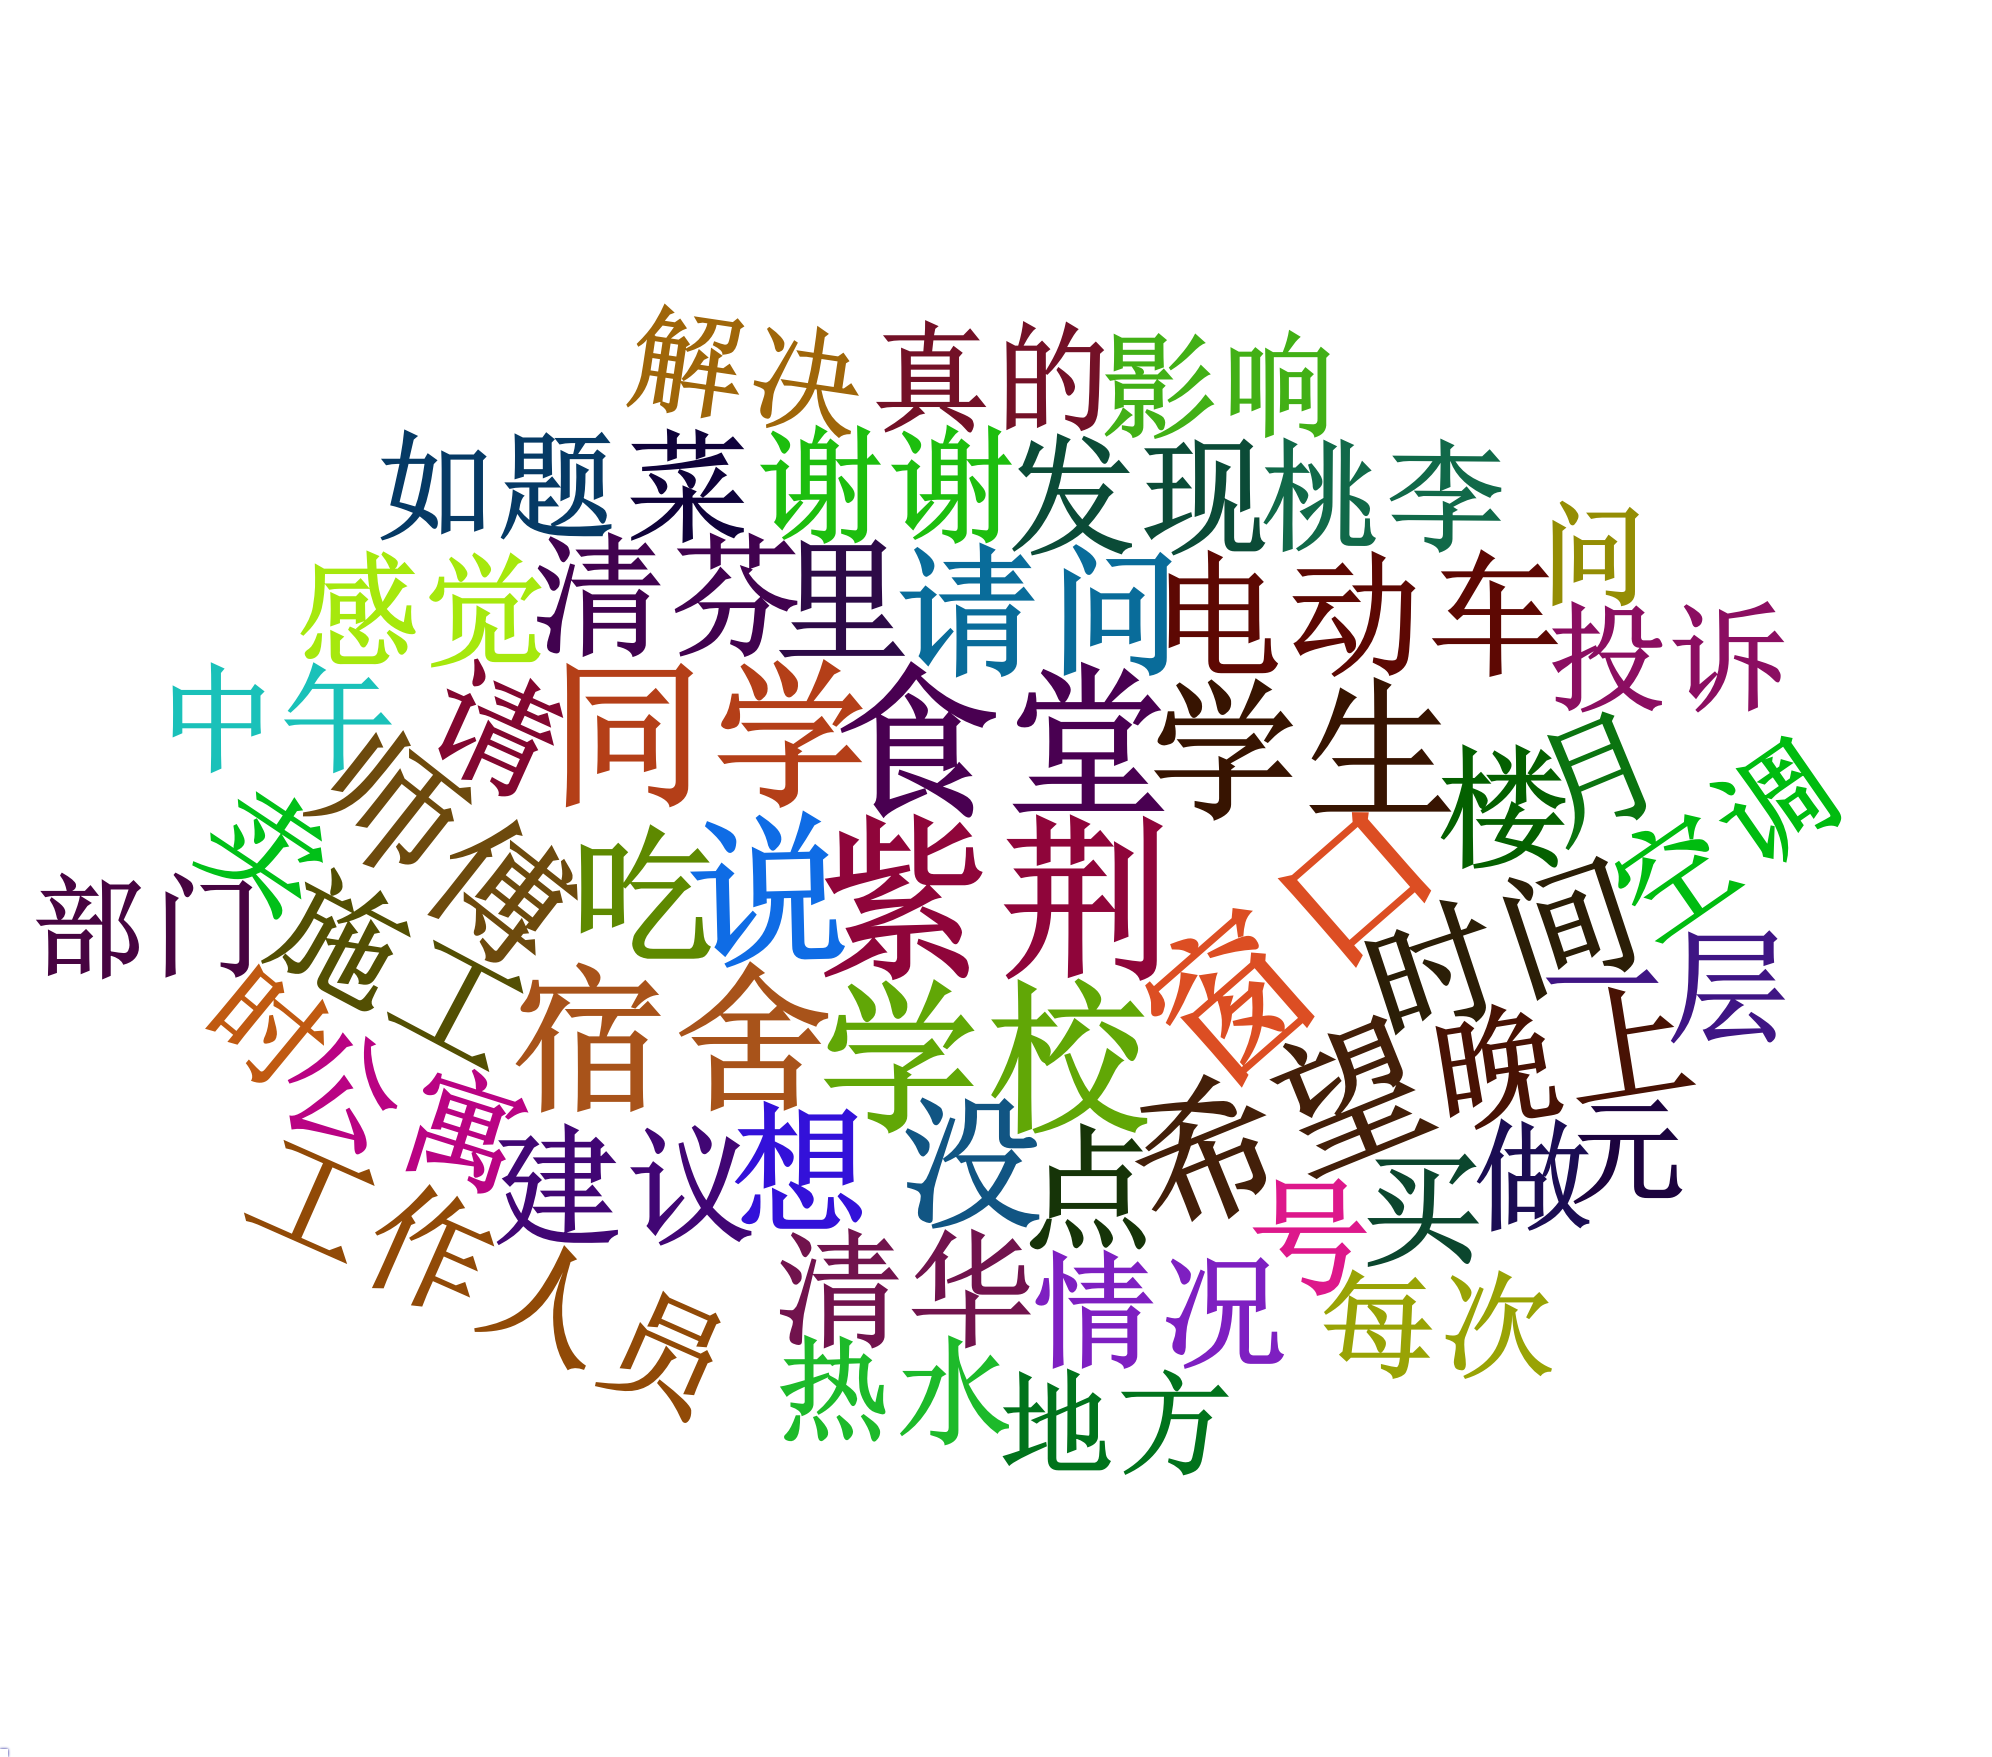 解决 真的 影响
如题 菜 谢谢 发现 桃李
感觉 清芬 里 请问 电动车 问
投诉
中午 请 同学 食堂 学生 楼 月 空调
师傅 吃 说 紫荆 窗口 时间
部门 类 施工 宿舍 学校 希望 晚上 一层
时
公寓 建议 想 没 点 号 买 做 元
工作人员 清华 情况 每次
热水 地方